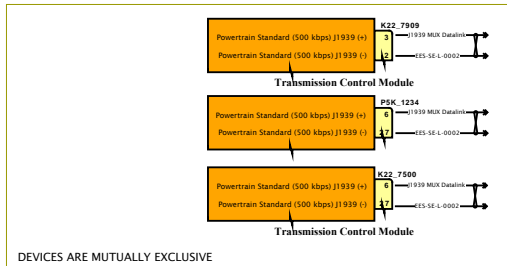 K22_7909
Powertrain Standard (500 kbps) J1939 (+) 3 J1939 MUX Datalink
Powertrain Standard (500 kbps) J1939 (-) 2 EES-SE-L-0002
Transmission Control Module
P5K_1234
Powertrain Standard (500 kbps) J1939 (+) 6 J1939 MUX Datalink
Powertrain Standard (500 kbps) J1939 (-) 27 EES-SE-L-0002
K22_7500
Powertrain Standard (500 kbps) J1939 (+) 6 J1939 MUX Datalink
Powertrain Standard (500 kbps) J1939 (-) 27 EES-SE-L-0002
Transmission Control Module
DEVICES ARE MUTUALLY EXCLUSIVE